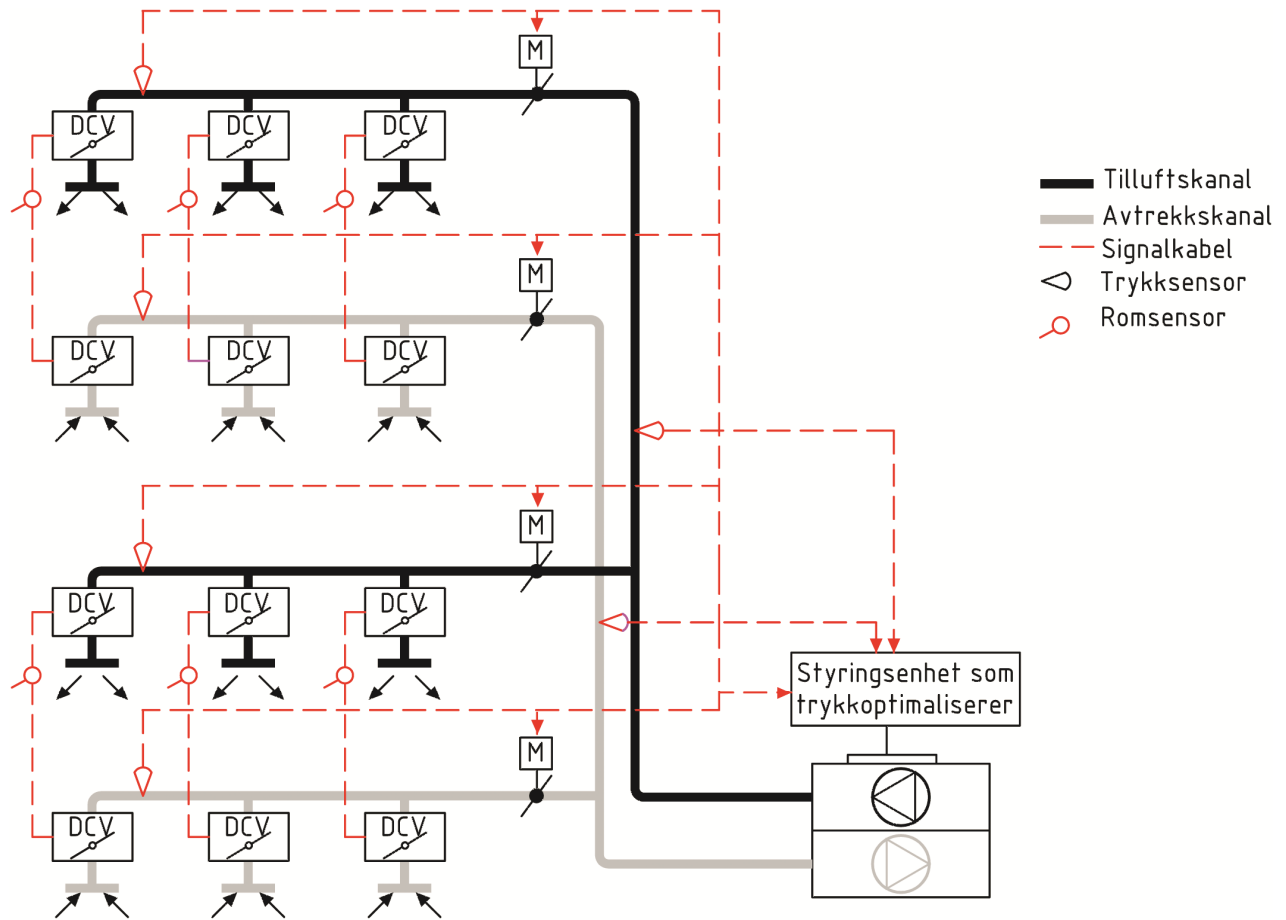 M
DCV DCV DCV
M
DCV DCV DCV
M
DCV DCV DCV
M
DCV DCV DCV
Tilluftskanal
Avtrekkskanal
Signalkabel
Trykksensor
Romsensor
Styringsenhet som
trykkoptimaliserer